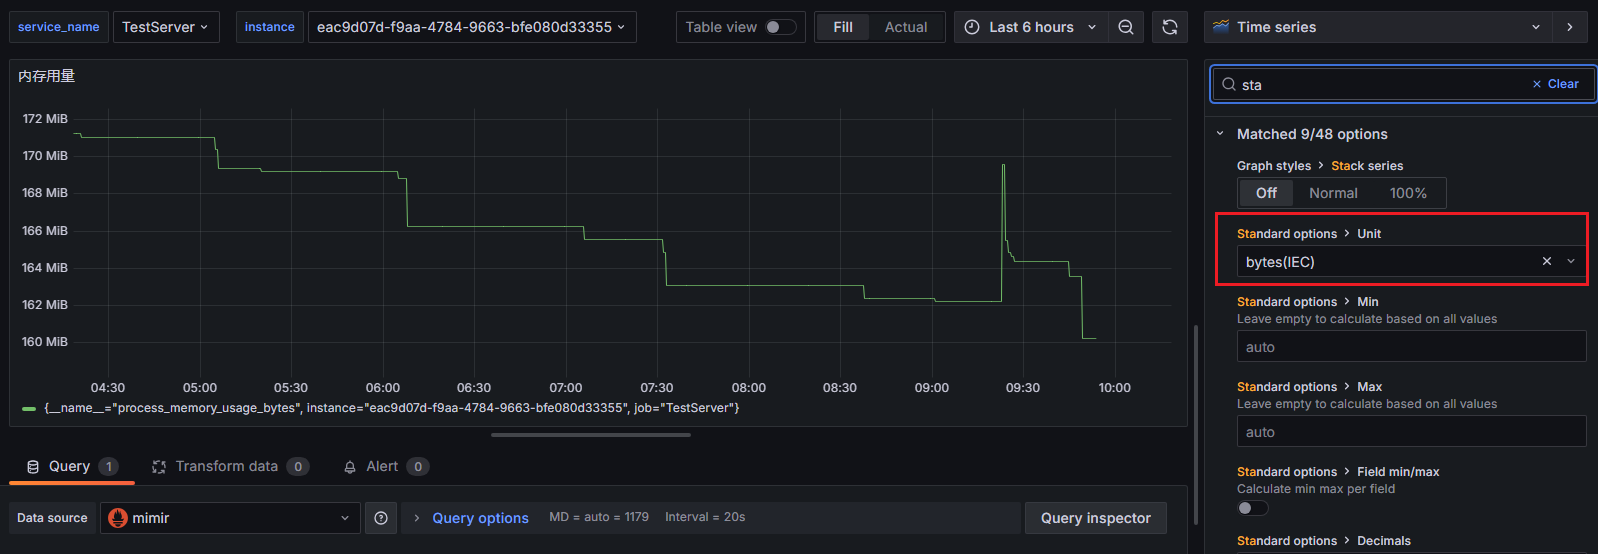 service_name TestServer instance eac9d07d-f9aa-4784-9663-bfe080d33355 Table view Fill Actual Last 6 hours Time series
内存用量
172 MiB
170 MiB
168 MiB
166 MiB
164 MiB
162 MiB
160 MiB
04:30 05:00 05:30 06:00 06:30 07:00 07:30 08:00 08:30 09:00 09:30 10:00
{__name__="process_memory_usage_bytes", instance="eac9d07d-f9aa-4784-9663-bfe080d33355", job="TestServer"}
Query 1 Transform data 0 Alert 0
Data source mimir Query options MD = auto = 1179 Interval = 20s Query inspector
sta Clear
Matched 9/48 options
Graph styles > Stack series
Off Normal 100%
Standard options > Unit
bytes(IEC)
Standard options > Min
Leave empty to calculate based on all values
auto
Standard options > Max
Leave empty to calculate based on all values
auto
Standard options > Field min/max
Calculate min max per field
Standard options > Decimals